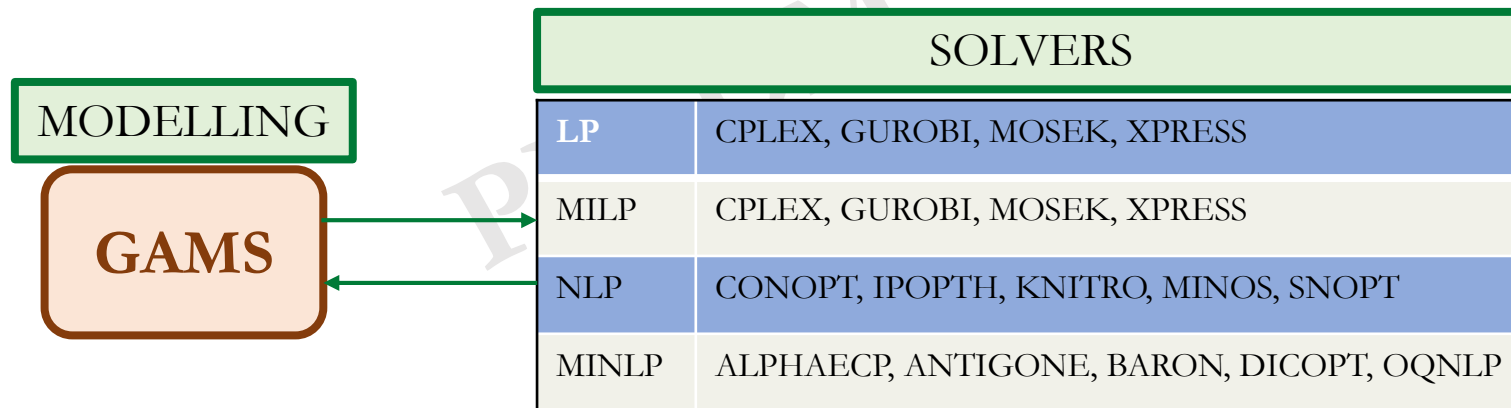 SOLVERS
MODELLING
GAMS
LP CPLEX, GUROBI, MOSEK, XPRESS
MILP CPLEX, GUROBI, MOSEK, XPRESS
NLP CONOPT, IPOPTH, KNITRO, MINOS, SNOPT
MINLP ALPHAECP, ANTIGONE, BARON, DICOPT, OQNLP